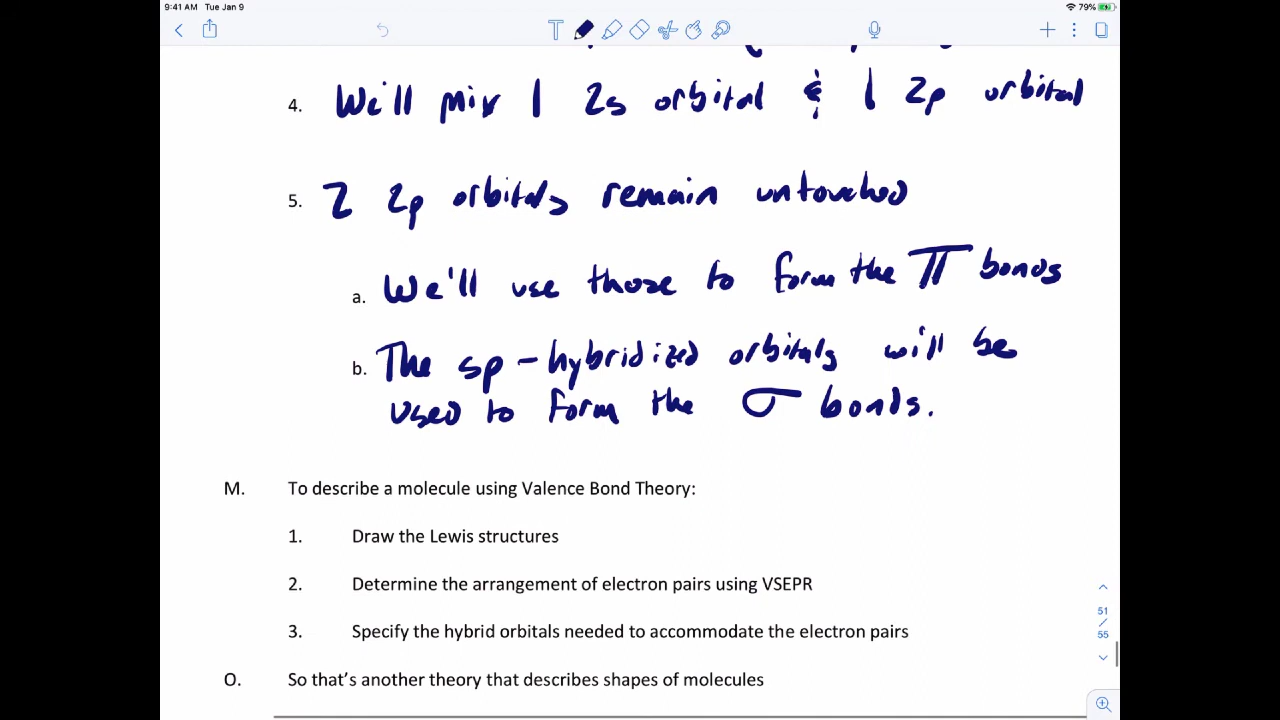 9:41 AM Tue Jan 9
79%
4. We'll mix 1 2s orbital & 1 2p orbital
5. 2 2p orbitals remain untouched
a. We'll use those to form the π bonds
b. The sp-hybridized orbitals will be
used to form the σ bonds.
M. To describe a molecule using Valence Bond Theory:
1. Draw the Lewis structures
2. Determine the arrangement of electron pairs using VSEPR
3. Specify the hybrid orbitals needed to accommodate the electron pairs
O. So that's another theory that describes shapes of molecules
51
/
55